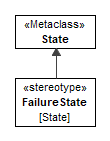 «Metaclass»
State
«stereotype»
FailureState
[State]